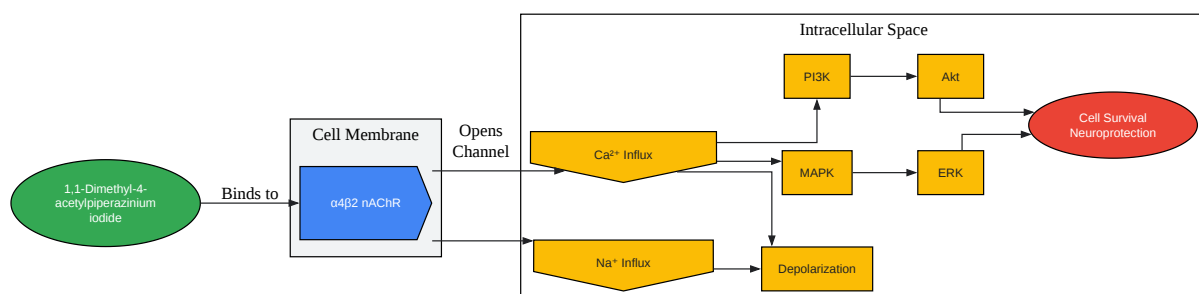 1,1-Dimethyl-4-
acetylpiperazinium
iodide
Binds to
Cell Membrane
α4β2 nAChR
Opens
Channel
Intracellular Space
Ca²⁺ Influx
Na⁺ Influx
PI3K
Akt
MAPK
ERK
Depolarization
Cell Survival
Neuroprotection